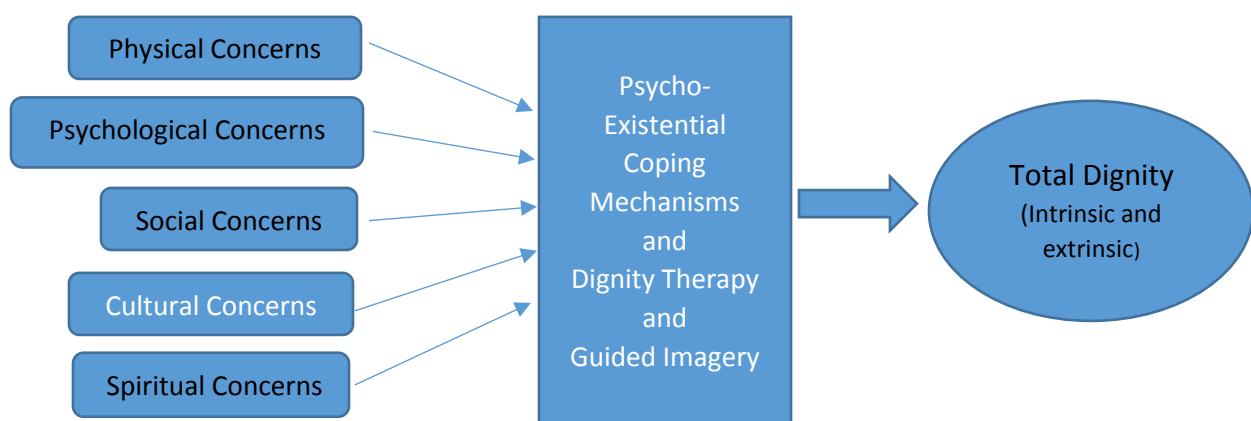 Physical Concerns
Psychological Concerns
Social Concerns
Cultural Concerns
Spiritual Concerns
Psycho-
Existential
Coping
Mechanisms
and
Dignity Therapy
and
Guided Imagery
Total Dignity
(Intrinsic and
extrinsic)